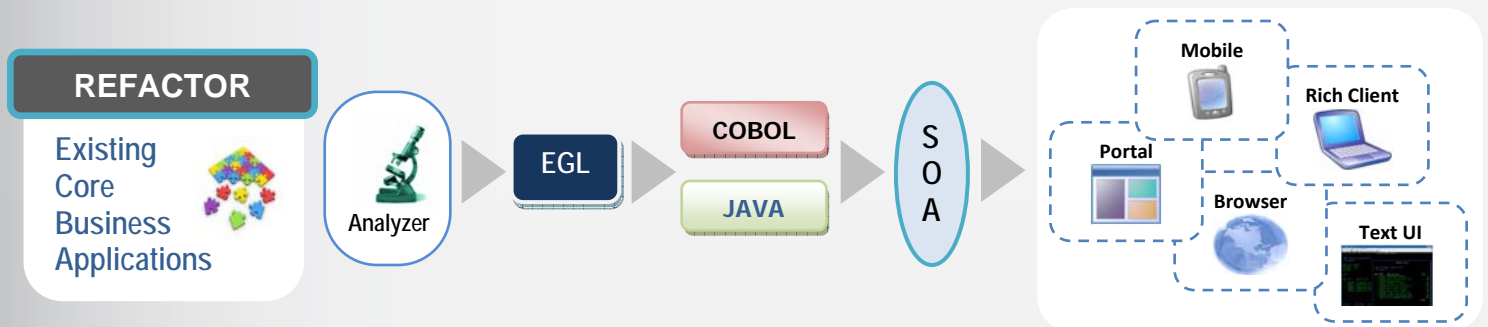 REFACTOR
Existing
Core
Business
Applications
Analyzer
EGL
COBOL
JAVA
S
O
A
Mobile
Rich Client
Portal
Browser
Text UI